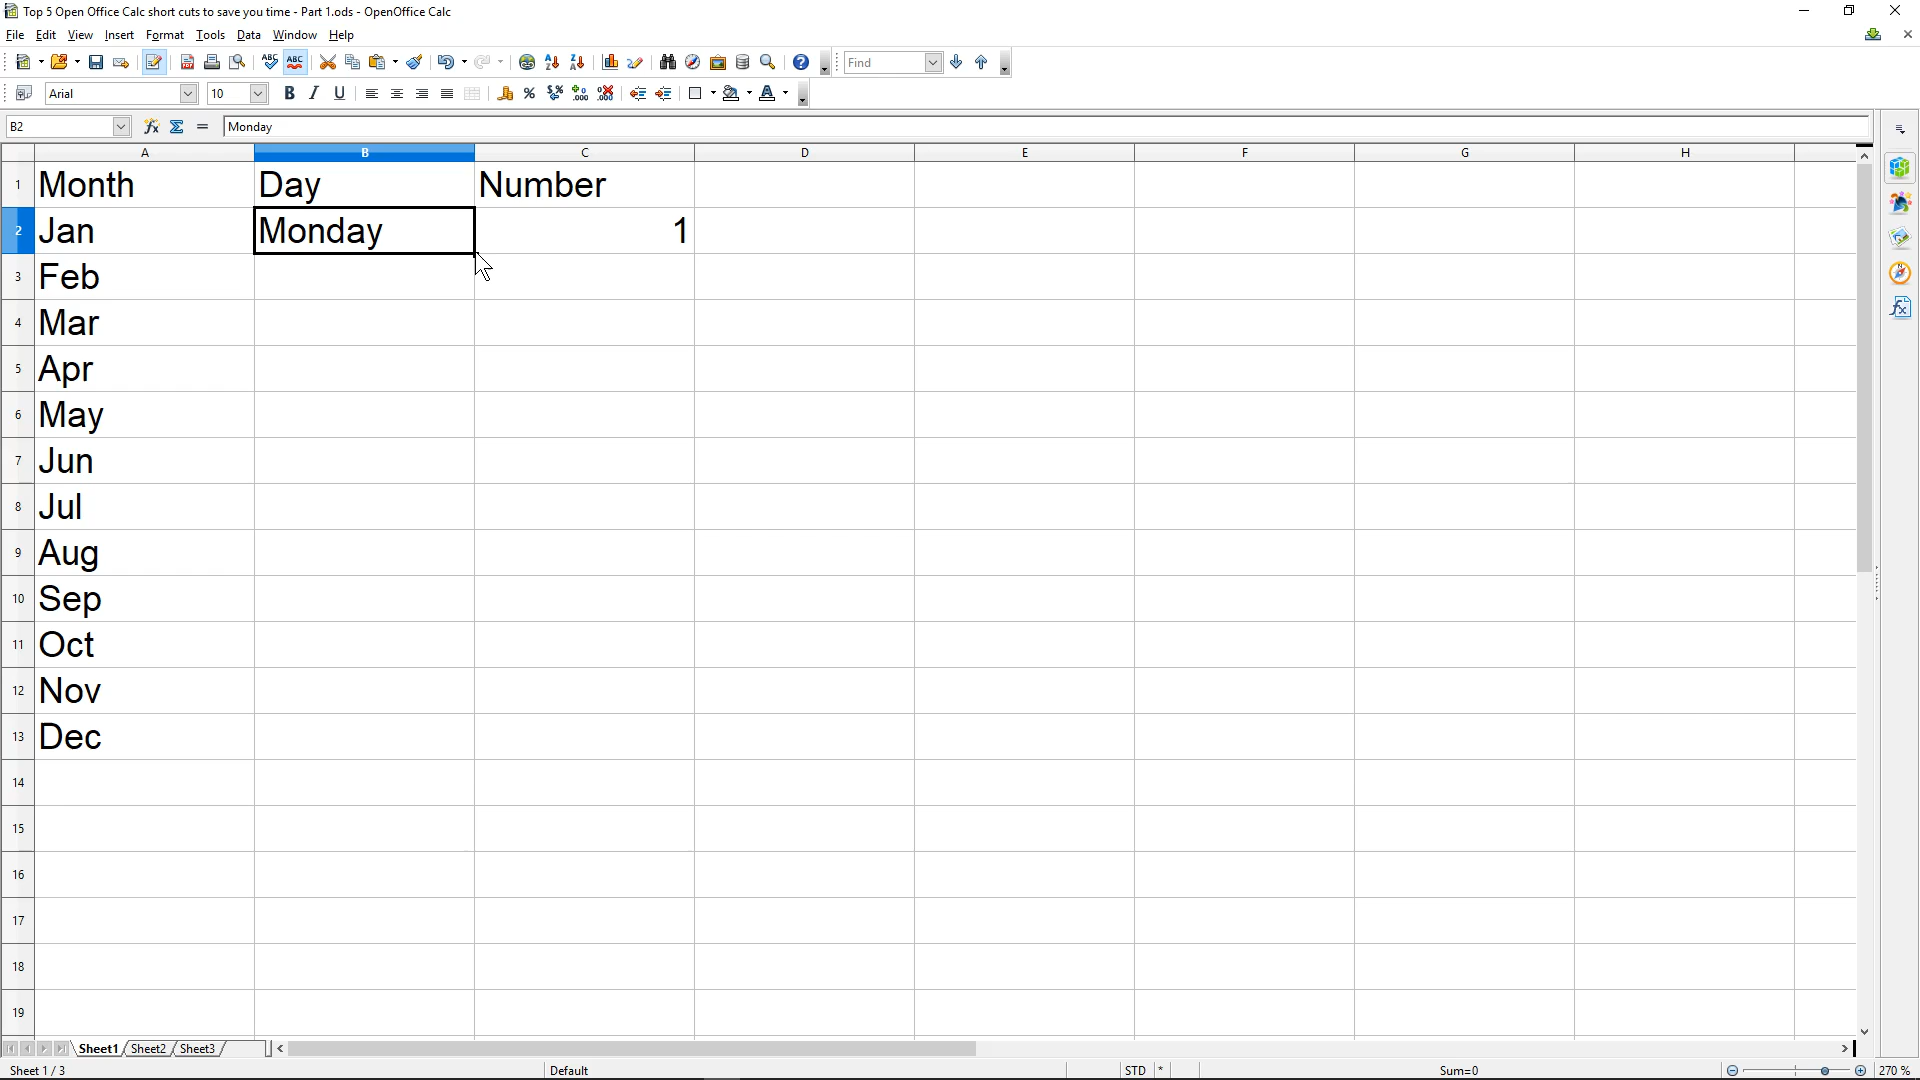 Top 5 Open Office Calc short cuts to save you time - Part 1.ods - OpenOffice Calc
File Edit View Insert Format Tools Data Window Help
ABC ABC Find
Arial 10 B I U %
B2 fx Σ = Monday
A B C D E F G H
1 Month Day Number
2 Jan Monday 1
3 Feb
4 Mar
5 Apr
6 May
7 Jun
8 Jul
9 Aug
10 Sep
11 Oct
12 Nov
13 Dec
14
15
16
17
18
19
Sheet1 Sheet2 Sheet3
Sheet 1 / 3 Default STD * Sum=0 270 %